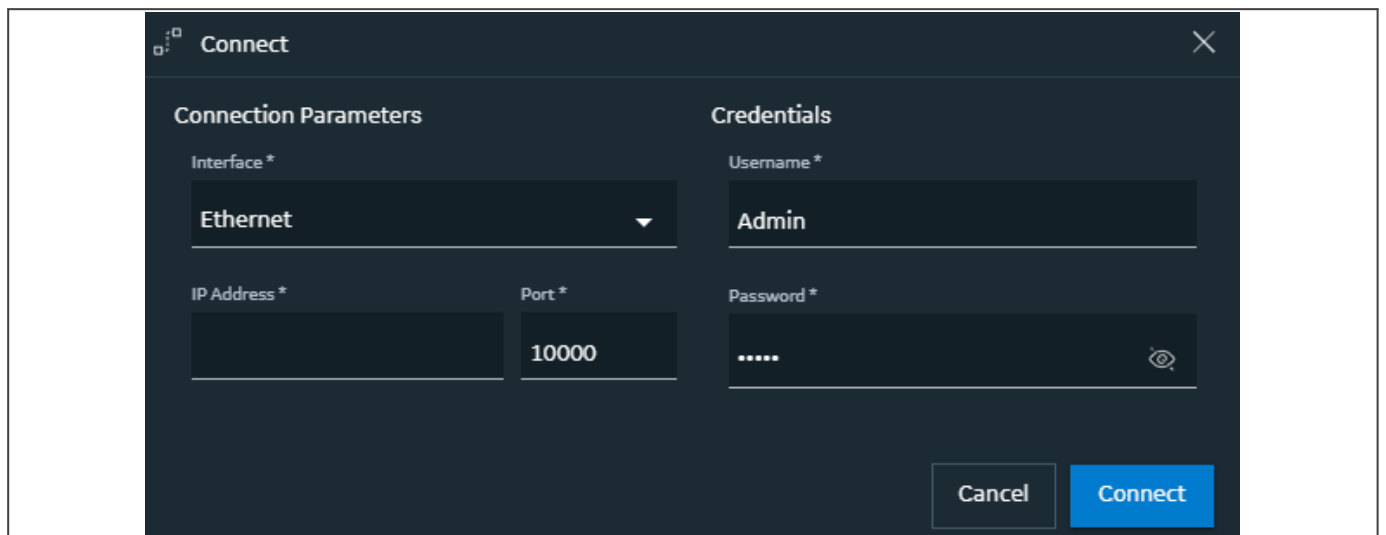 Connect
Connection Parameters
Interface *
Ethernet
IP Address *
Port *
10000
Credentials
Username *
Admin
Password *
•••••
Cancel
Connect